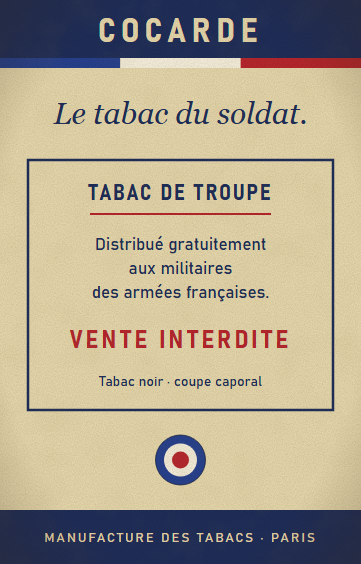 COCARDE
Le tabac du soldat.
TABAC DE TROUPE
Distribué gratuitement
aux militaires
des armées françaises.
VENTE INTERDITE
Tabac noir · coupe caporal
MANUFACTURE DES TABACS · PARIS